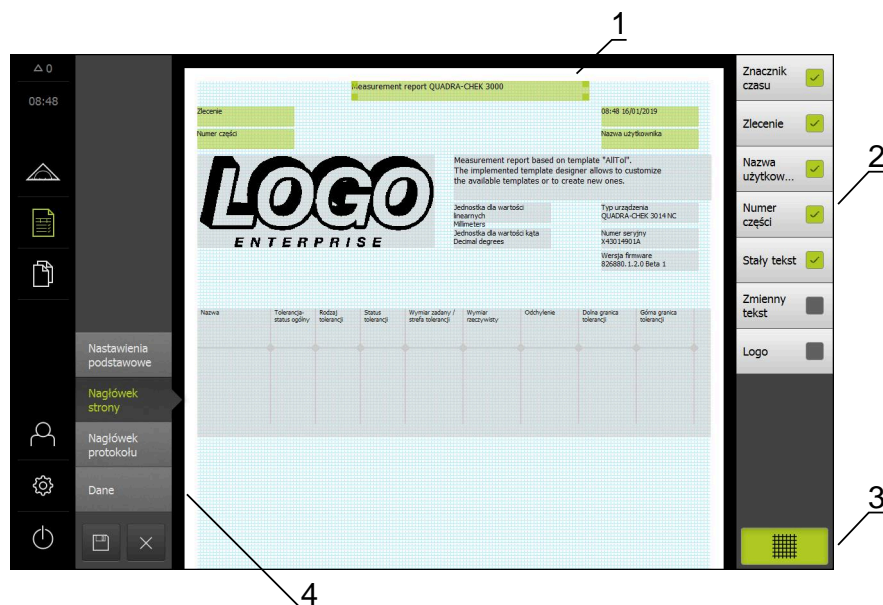 1
△ 0
08:48
Measurement report QUADRA-CHEK 3000
Zlecenie
08:48 16/01/2019
Numer części
Nazwa użytkownika
LOGO
ENTERPRISE
Measurement report based on template "AllTol".
The implemented template designer allows to customize
the available templates or to create new ones.
Jednostka dla wartości
linearnych
Millimeters
Jednostka dla wartości kąta
Decimal degrees
Typ urządzenia
QUADRA-CHEK 3014 NC
Numer seryjny
X43014901A
Wersja firmware
826880.1.2.0 Beta 1
Nazwa
Tolerancja-
status ogólny
Rodzaj
tolerancji
Status
tolerancji
Wymiar zadany /
strefa tolerancji
Wymiar
rzeczywisty
Odchylenie
Dolna granica
tolerancji
Górna granica
tolerancji
Nastawienia
podstawowe
Nagłówek
strony
Nagłówek
protokołu
Dane
Znacznik
czasu
Zlecenie
Nazwa
użytkow...
Numer
części
Stały tekst
Zmienny
tekst
Logo
2
3
4